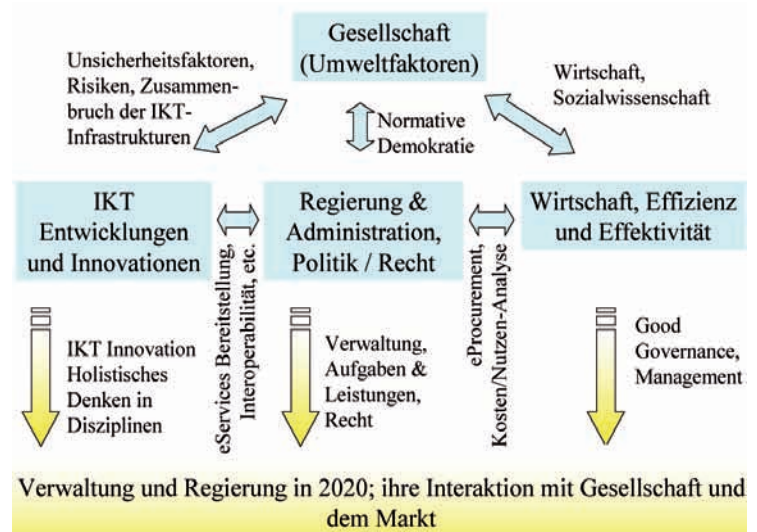 Gesellschaft
(Umweltfaktoren)
Unsicherheitsfaktoren,
Risiken, Zusammen-
bruch der IKT-
Infrastrukturen
Normative
Demokratie
Wirtschaft,
Sozialwissenschaft
IKT
Entwicklungen
und Innovationen
eServices Bereitstellung,
Interoperabilität, etc.
Regierung &
Administration,
Politik / Recht
eProcurement,
Kosten/Nutzen-Analyse
Wirtschaft, Effizienz
und Effektivität
IKT Innovation
Holistisches
Denken in
Disziplinen
Verwaltung,
Aufgaben &
Leistungen,
Recht
Good
Governance,
Management
Verwaltung und Regierung in 2020; ihre Interaktion mit Gesellschaft und
dem Markt